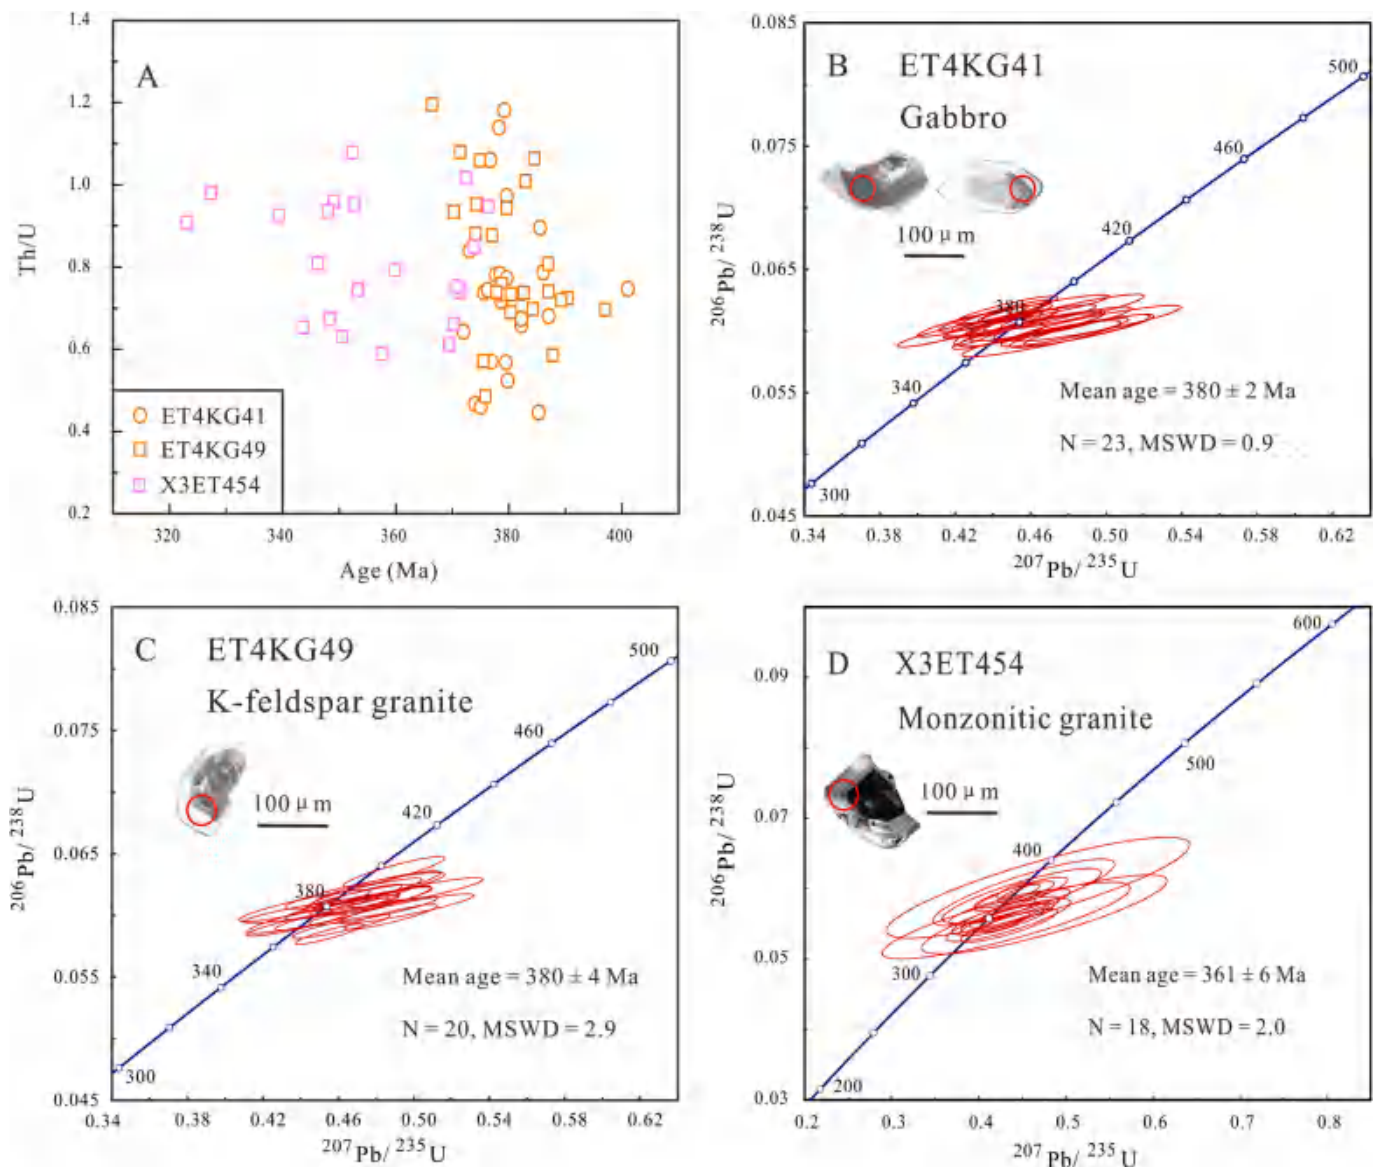 1.4
1.2
1.0
0.8
0.6
0.4
0.2
Th/U
A
ET4KG41
ET4KG49
X3ET454
320
340
360
380
400
Age (Ma)
0.085
0.075
0.065
0.055
0.045
206Pb/ 238U
B ET4KG41
Gabbro
100 μm
500
460
420
380
340
300
Mean age = 380 ± 2 Ma
N = 23, MSWD = 0.9
0.34 0.38 0.42 0.46 0.50 0.54 0.58 0.62
207Pb/ 235U
0.085
0.075
0.065
0.055
0.045
206Pb/ 238U
C ET4KG49
K-feldspar granite
100 μm
500
460
420
380
340
300
Mean age = 380 ± 4 Ma
N = 20, MSWD = 2.9
0.34 0.38 0.42 0.46 0.50 0.54 0.58 0.62
207Pb/ 235U
0.09
0.07
0.05
0.03
206Pb/ 238U
D X3ET454
Monzonitic granite
100 μm
600
500
400
300
200
Mean age = 361 ± 6 Ma
N = 18, MSWD = 2.0
0.2 0.3 0.4 0.5 0.6 0.7 0.8
207Pb/ 235U